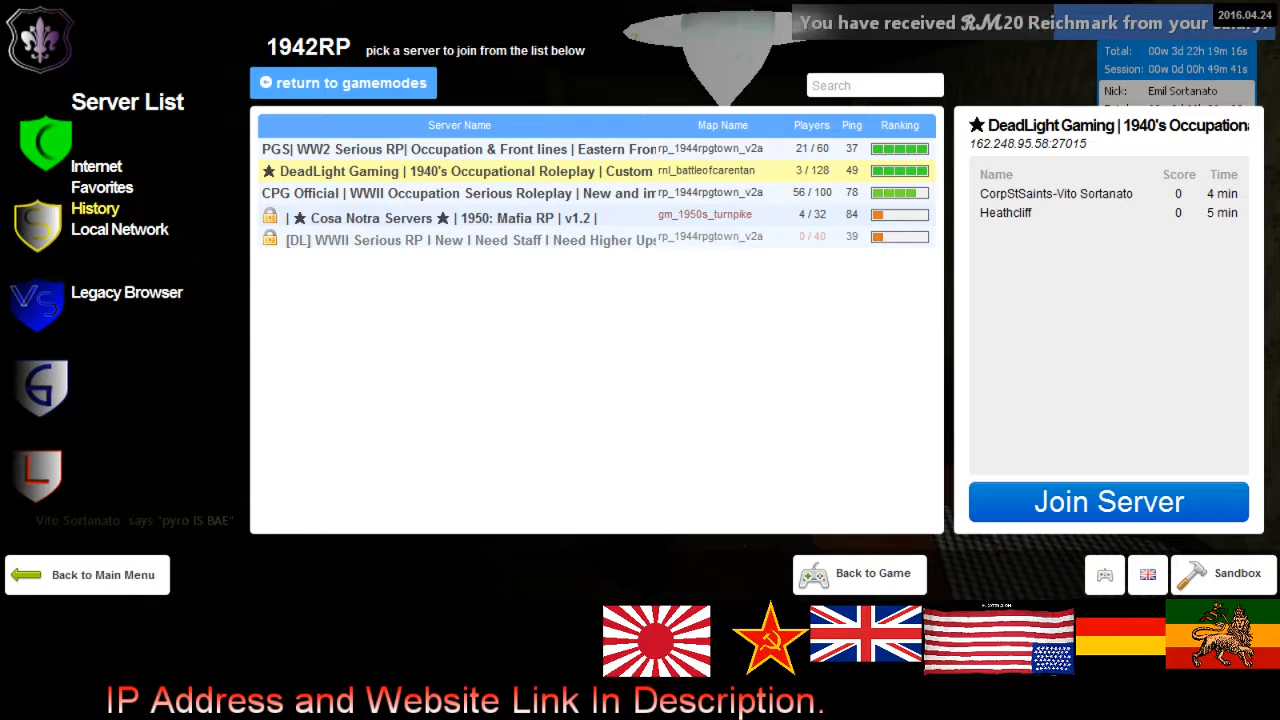 You have received RM20 Reichmark from your salary.
2016.04.24
1942RP pick a server to join from the list below
Total: 00w 3d 22h 19m 16s
Session: 00w 0d 00h 49m 41s
Nick: Emil Sortanato
return to gamemodes
Search
Server List
Internet
Favorites
History
Local Network
Legacy Browser
VS
G
L
S
Server Name Map Name Players Ping Ranking
PGS| WW2 Serious RP| Occupation & Front lines | Eastern Fron rp_1944rpgtown_v2a 21 / 60 37
★ DeadLight Gaming | 1940's Occupational Roleplay | Custom rnl_battleofcarentan 3 / 128 49
CPG Official | WWII Occupation Serious Roleplay | New and im rp_1944rpgtown_v2a 56 / 100 78
| ★ Cosa Notra Servers ★ | 1950: Mafia RP | v1.2 | gm_1950s_turnpike 4 / 32 84
[DL] WWII Serious RP I New I Need Staff I Need Higher Ups rp_1944rpgtown_v2a 0 / 40 39
★ DeadLight Gaming | 1940's Occupationa
162.248.95.58:27015
Name Score Time
CorpStSaints-Vito Sortanato 0 4 min
Heathcliff 0 5 min
Join Server
Vito Sortanato says "pyro IS BAE"
Back to Main Menu
Back to Game
Sandbox
IP Address and Website Link In Description.